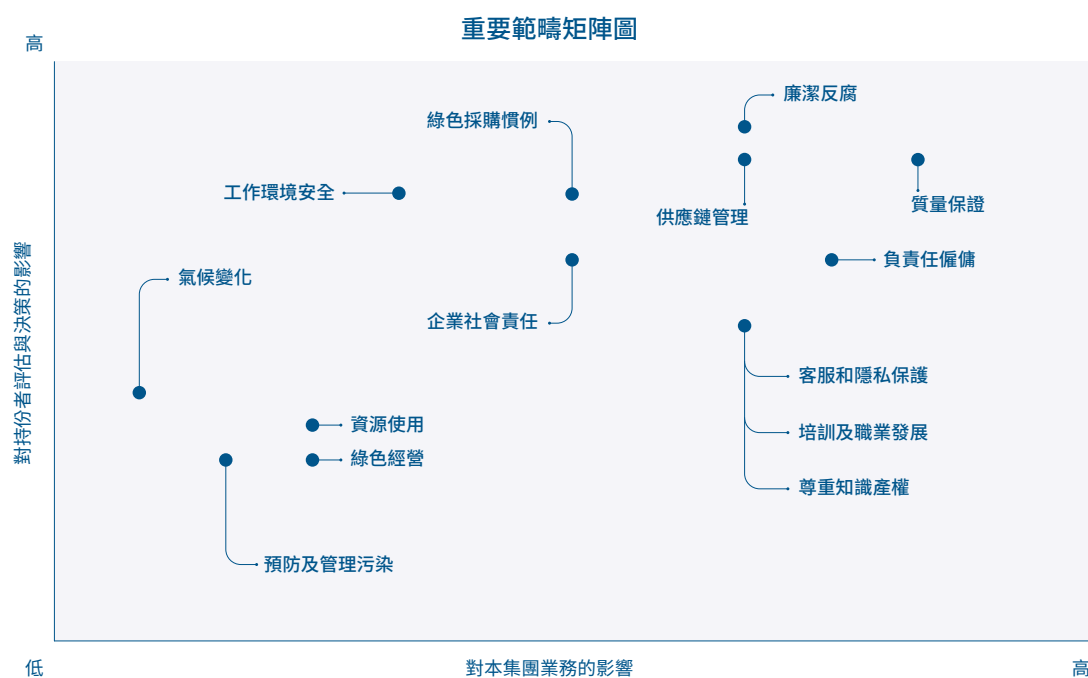 重要範疇矩陣圖
高
廉潔反腐
綠色採購慣例
工作環境安全
供應鏈管理
質量保證
對持份者評估與決策的影響
氣候變化
負責任僱傭
企業社會責任
客服和隱私保護
資源使用
培訓及職業發展
綠色經營
尊重知識產權
預防及管理污染
低
對本集團業務的影響
高